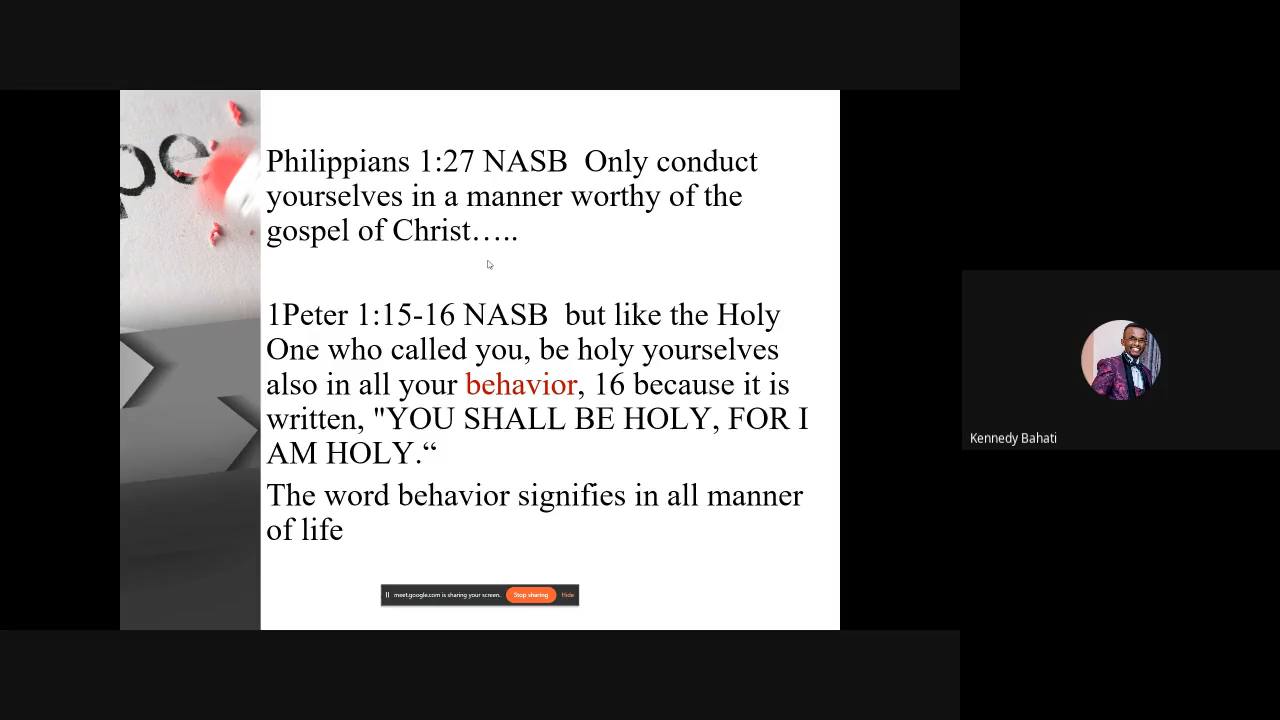 pe
Philippians 1:27 NASB  Only conduct
yourselves in a manner worthy of the
gospel of Christ…..
1Peter 1:15-16 NASB  but like the Holy
One who called you, be holy yourselves
also in all your behavior, 16 because it is
written, "YOU SHALL BE HOLY, FOR I
AM HOLY.“
The word behavior signifies in all manner
of life
meet.google.com is sharing your screen.
Stop sharing
Hide
Kennedy Bahati